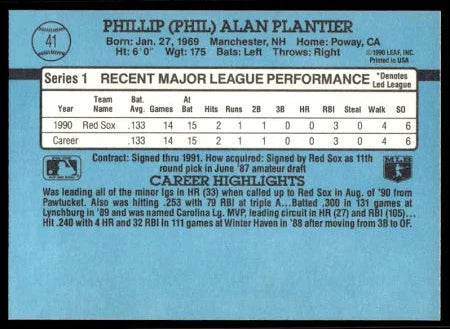 41
PHILLIP (PHIL) ALAN PLANTIER
Born: Jan. 27, 1969 Manchester, NH Home: Poway, CA
Ht: 6'0" Wgt: 175 Bats: Left Throws: Right
©1990 LEAF, INC.
Printed in USA
Series 1 RECENT MAJOR LEAGUE PERFORMANCE *Denotes Led League
Year Team Name Bat. Avg. Games At Bat Hits Runs 2B 3B HR RBI Steal Walk SO
1990 Red Sox .133 14 15 2 1 1 0 0 3 0 4 6
Career .133 14 15 2 1 1 0 0 3 0 4 6
Contract: Signed thru 1991. How acquired: Signed by Red Sox as 11th
round pick in June '87 amateur draft
CAREER HIGHLIGHTS
Was leading all of the minor lgs in HR (33) when called up to Red Sox in Aug. of '90 from
Pawtucket. Also was hitting .253 with 79 RBI at triple A...Batted .300 in 131 games at
Lynchburg in '89 and was named Carolina Lg. MVP, leading circuit in HR (27) and RBI (105)...
Hit .240 with 4 HR and 32 RBI in 111 games at Winter Haven in '88 after moving from 3B to OF.